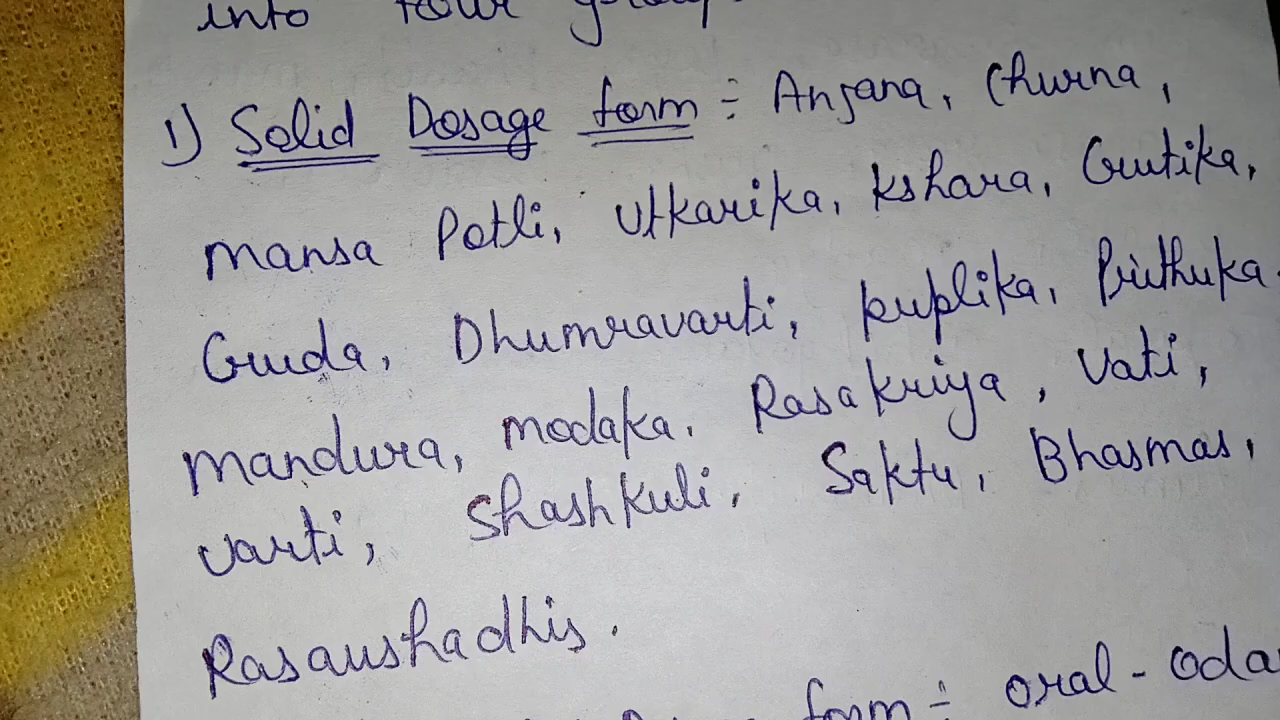 into four group
1) Solid Dosage form ÷ Anjana, Churna,
Mansa Potli, Utkarika, Kshara, Gutika,
Guda, Dhumravarti, kuplika, Prithuka
Mandura, modaka, Rasakriya, Vati,
Varti, Shashkuli, Saktu, Bhasmas,
Rasaushadhis.
form ÷ oral - oda